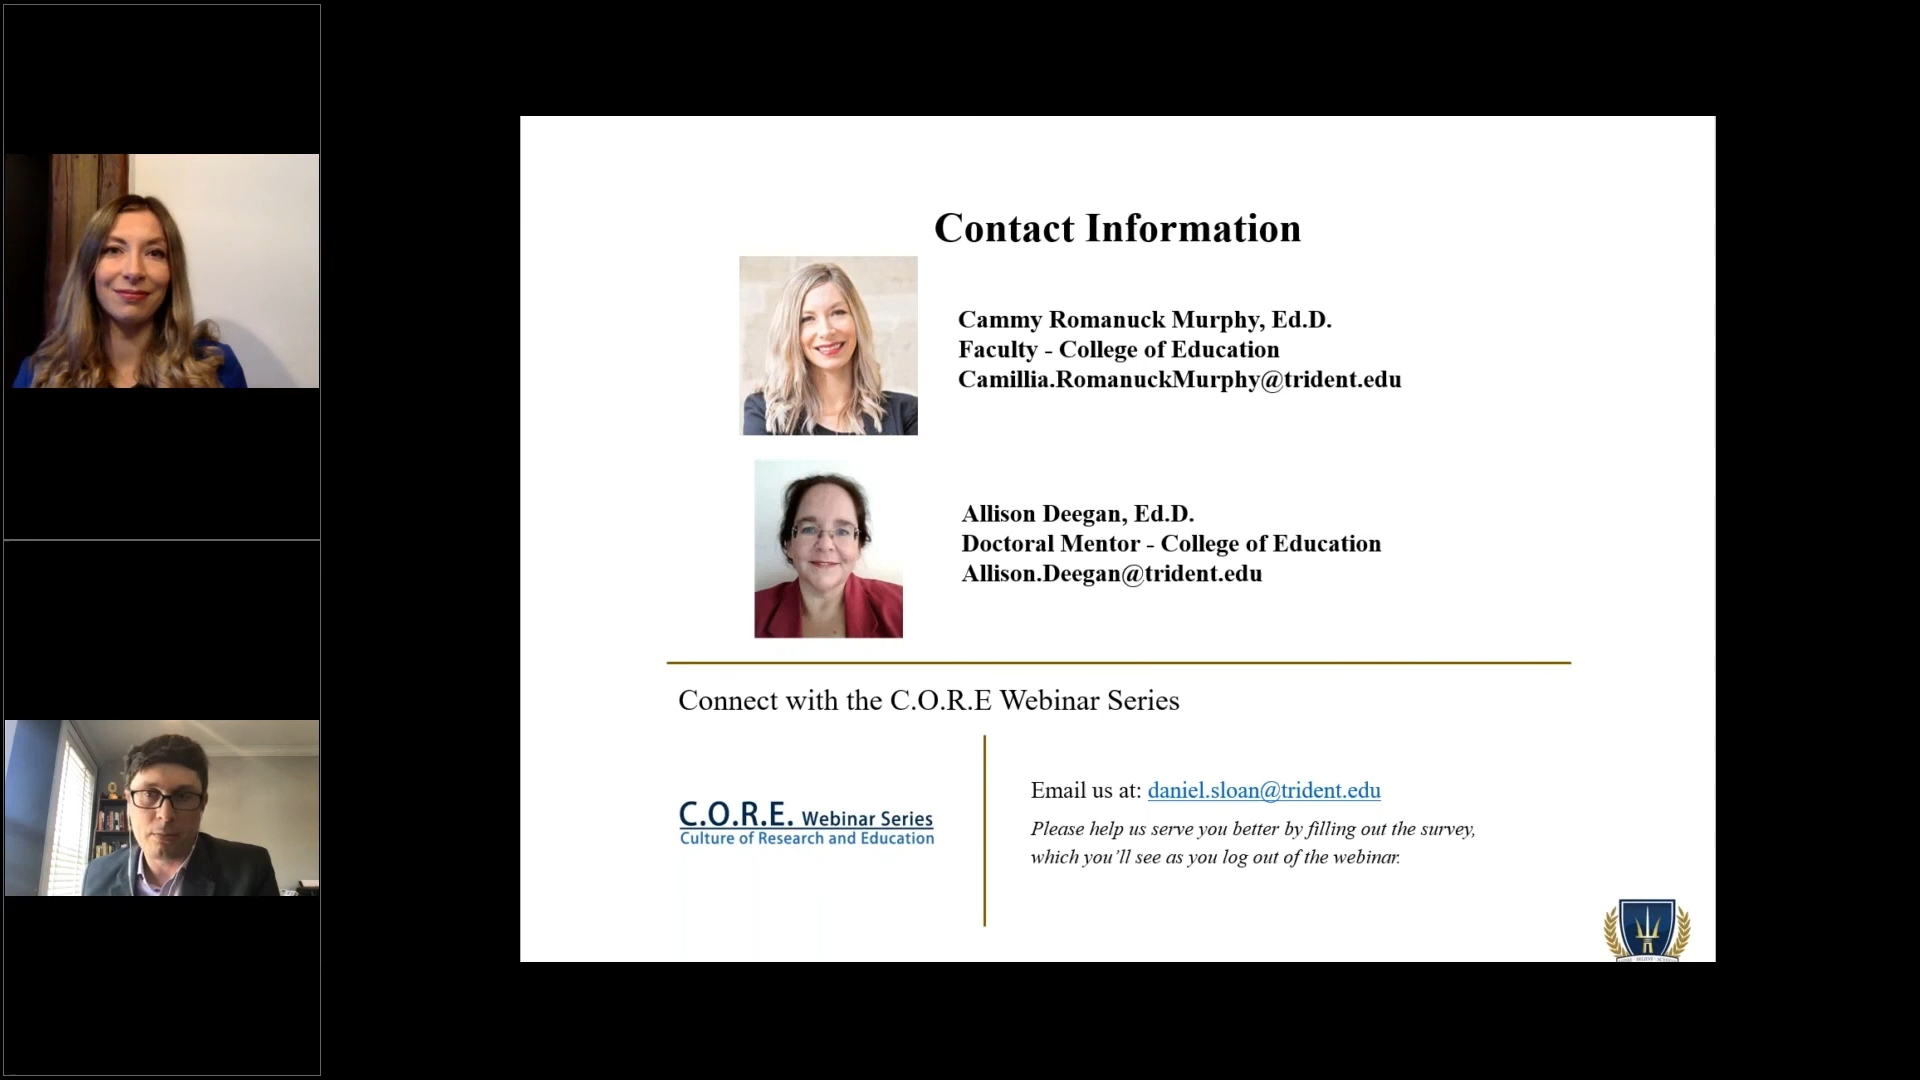 Contact Information
Cammy Romanuck Murphy, Ed.D.
Faculty - College of Education
Camillia.RomanuckMurphy@trident.edu
Allison Deegan, Ed.D.
Doctoral Mentor - College of Education
Allison.Deegan@trident.edu
Connect with the C.O.R.E Webinar Series
C.O.R.E. Webinar Series
Culture of Research and Education
Email us at: daniel.sloan@trident.edu
Please help us serve you better by filling out the survey,
which you’ll see as you log out of the webinar.